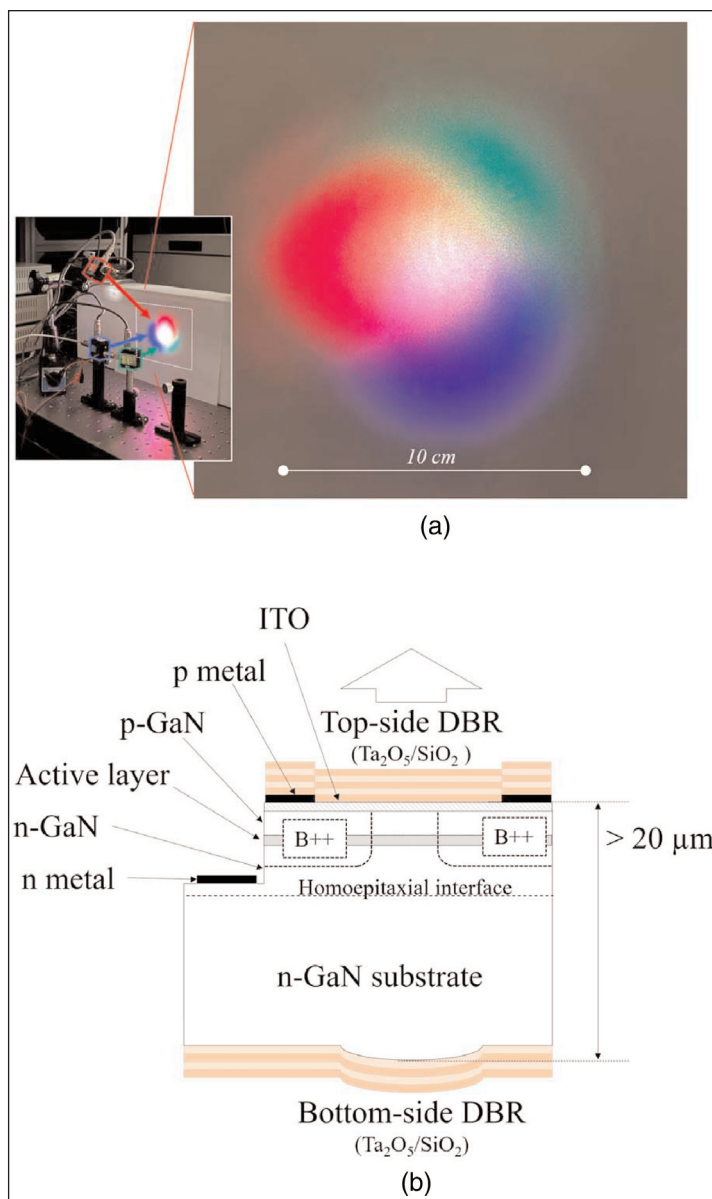 10 cm
(a)
ITO
p metal
p-GaN
Top-side DBR
(Ta₂O₅/SiO₂ )
Active layer
B++
B++
> 20 μm
n-GaN
n metal
Homoepitaxial interface
n-GaN substrate
Bottom-side DBR
(Ta₂O₅/SiO₂)
(b)